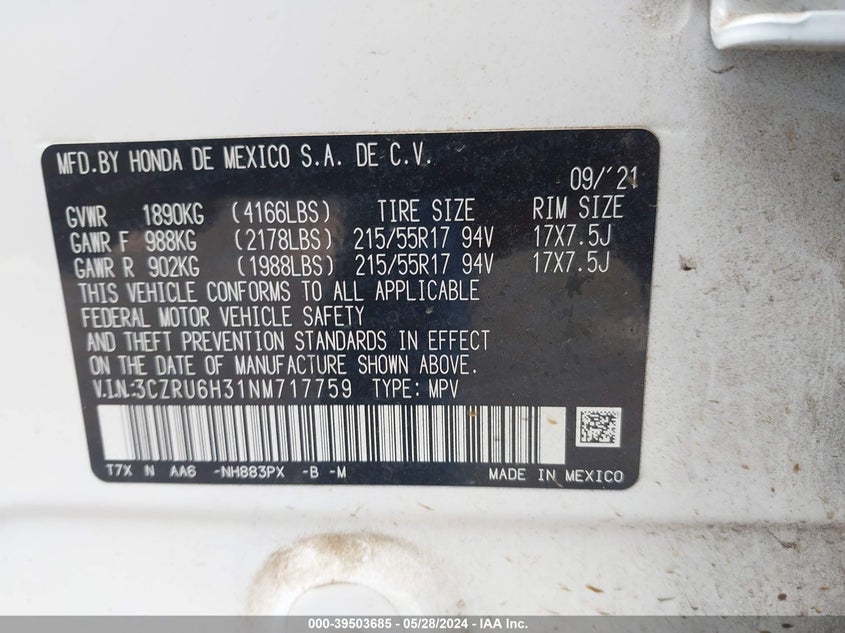 MFD.BY HONDA DE MEXICO S.A. DE C.V.
09/'21
GVWR 1890KG (4166LBS) TIRE SIZE RIM SIZE
GAWR F 988KG (2178LBS) 215/55R17 94V 17X7.5J
GAWR R 902KG (1988LBS) 215/55R17 94V 17X7.5J
THIS VEHICLE CONFORMS TO ALL APPLICABLE
FEDERAL MOTOR VEHICLE SAFETY
AND THEFT PREVENTION STANDARDS IN EFFECT
ON THE DATE OF MANUFACTURE SHOWN ABOVE.
V.I.N.:3CZRU6H31NM717759 TYPE: MPV
T7X N AA6 -NH883PX -B -M
MADE IN MEXICO
000-39503685 - 05/28/2024 - IAA Inc.